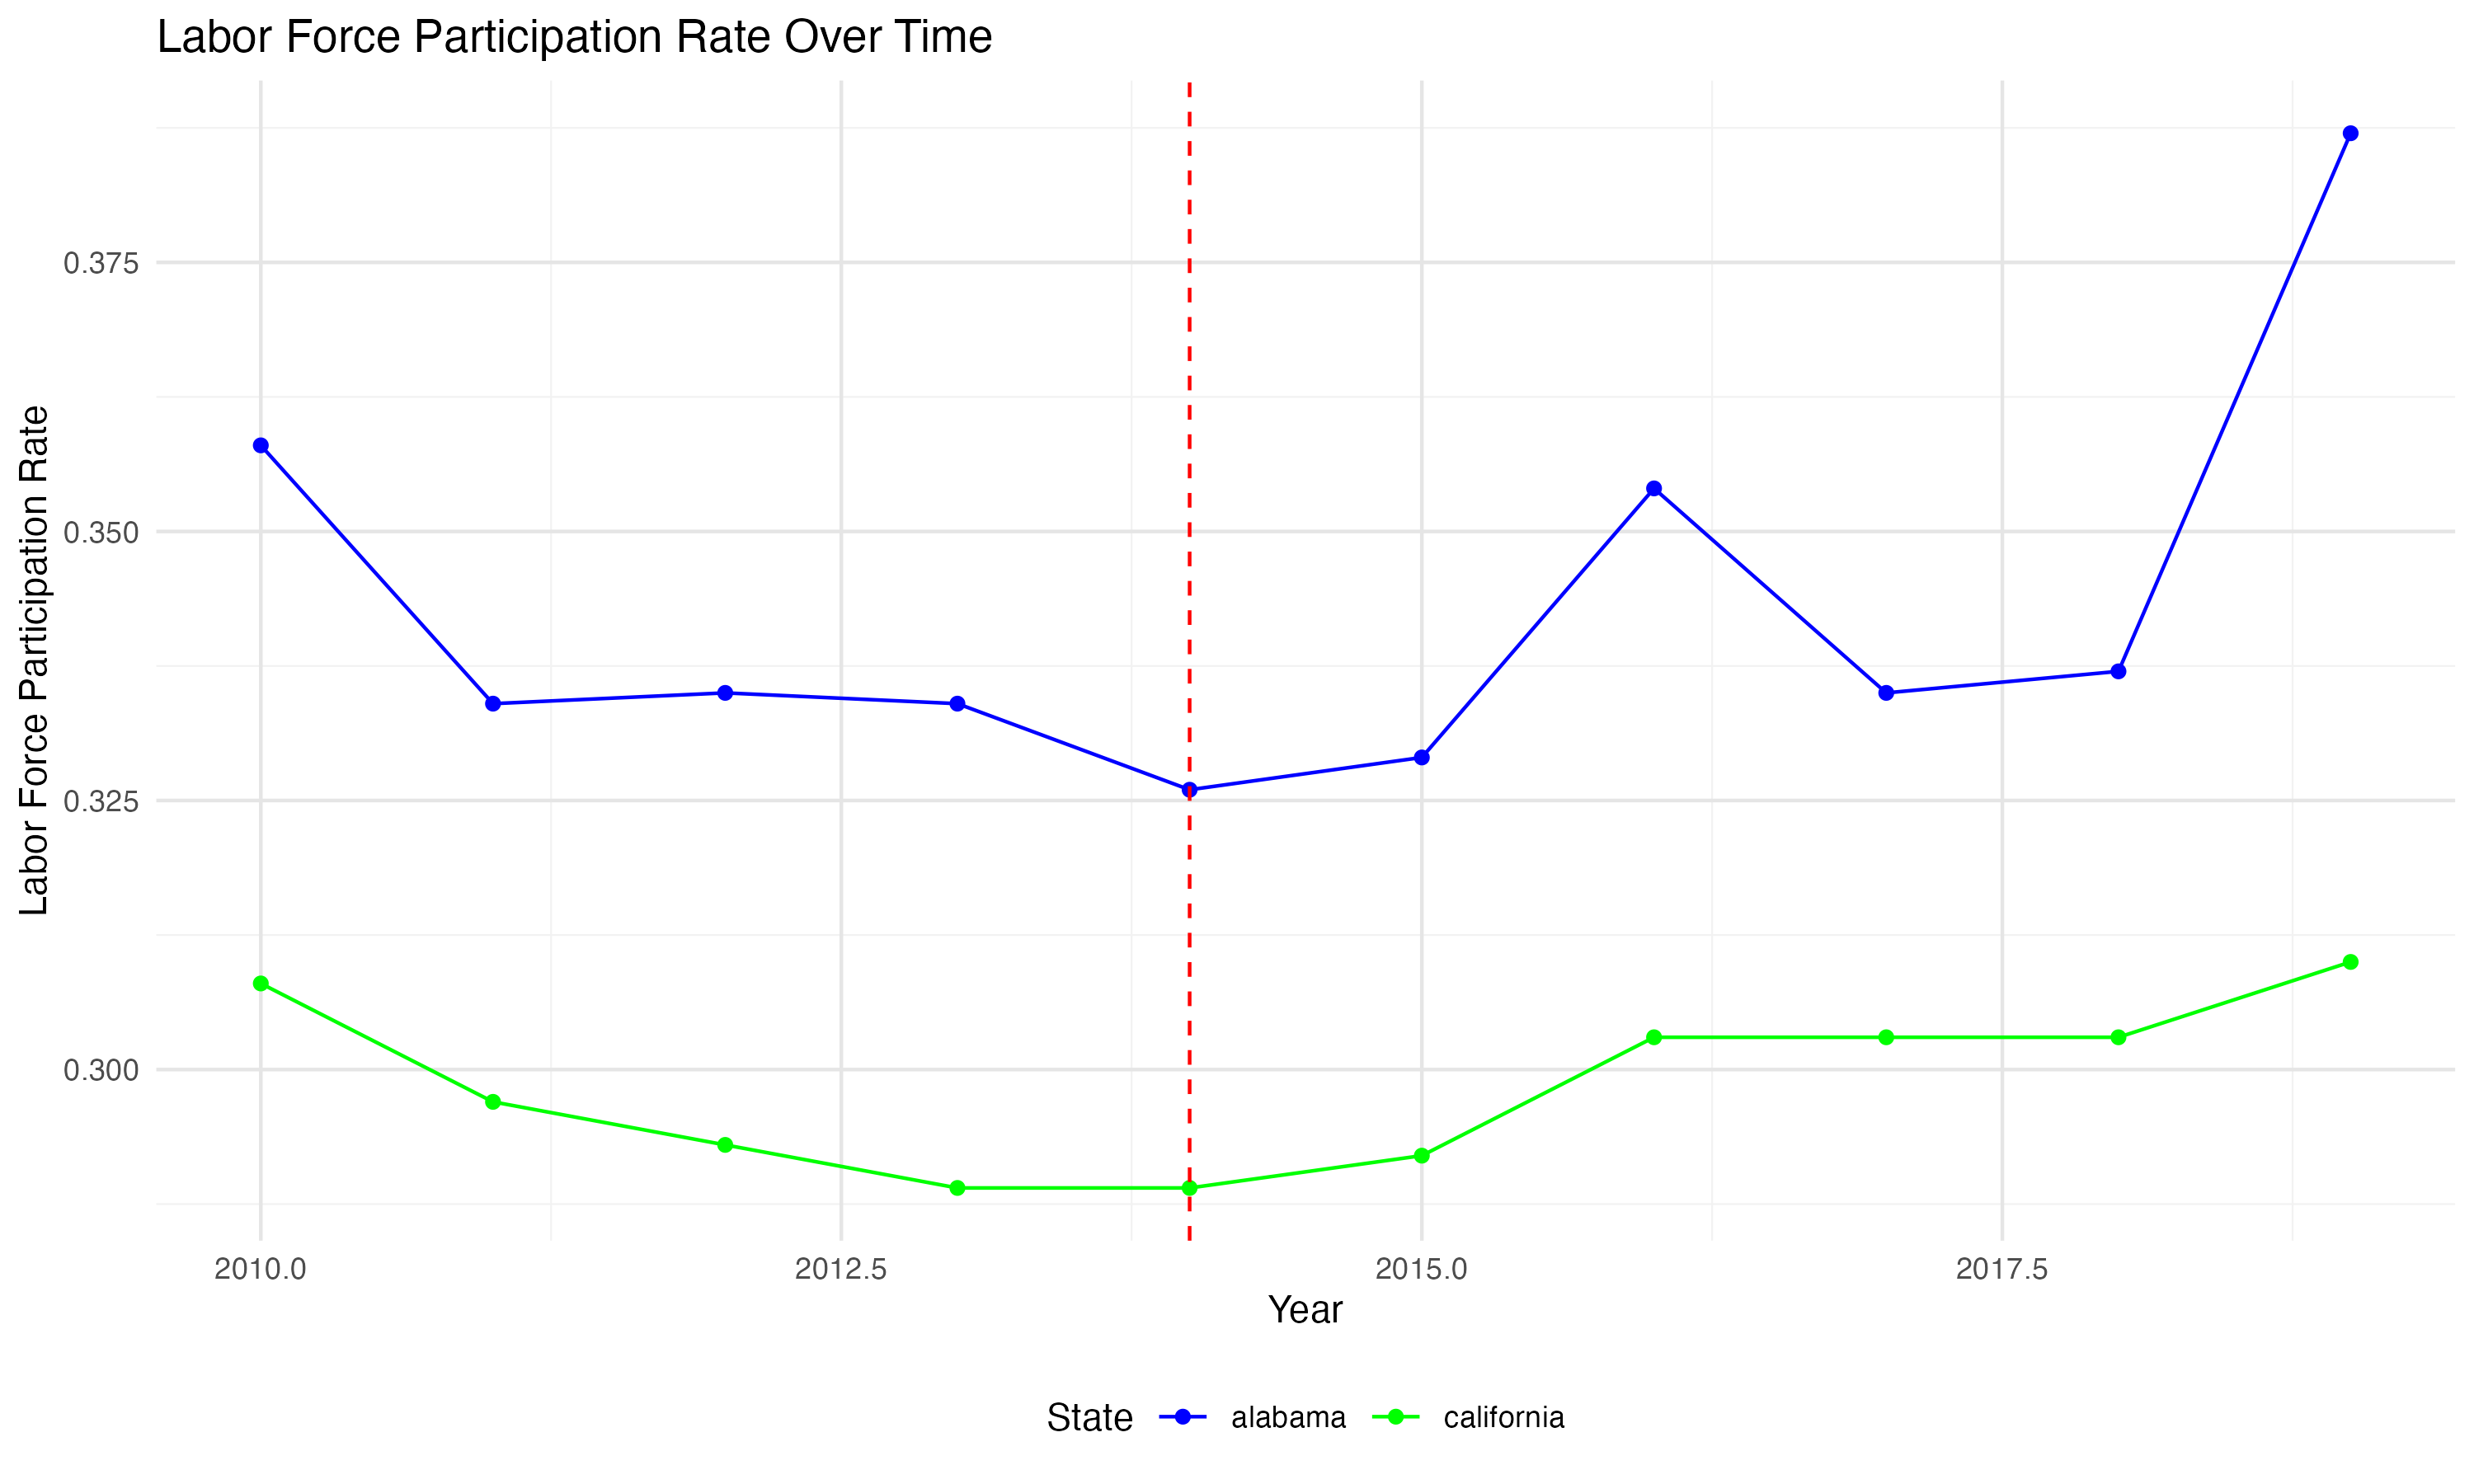 Labor Force Participation Rate Over Time
Labor Force Participation Rate
0.375
0.350
0.325
0.300
2010.0 2012.5 2015.0 2017.5
Year
State alabama california